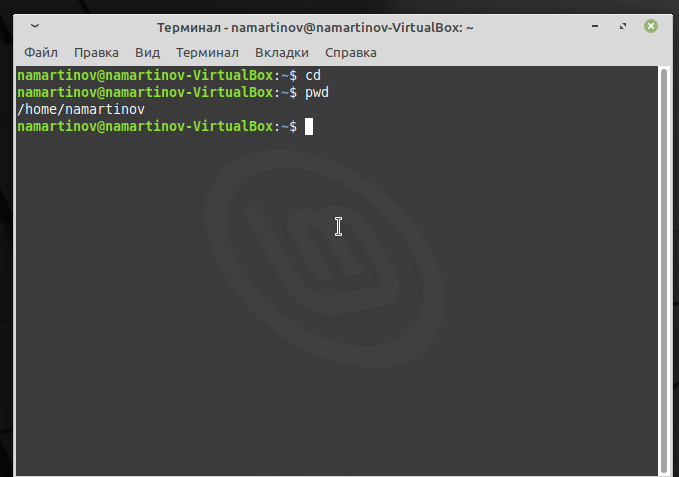 Терминал - namartinov@namartinov-VirtualBox: ~
Файл Правка Вид Терминал Вкладки Справка
namartinov@namartinov-VirtualBox:~$ cd
namartinov@namartinov-VirtualBox:~$ pwd
/home/namartinov
namartinov@namartinov-VirtualBox:~$